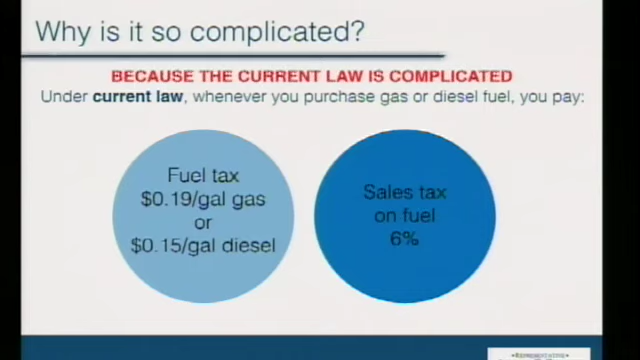 Why is it so complicated?
BECAUSE THE CURRENT LAW IS COMPLICATED
Under current law, whenever you purchase gas or diesel fuel, you pay:
Fuel tax
$0.19/gal gas
or
$0.15/gal diesel
Sales tax
on fuel
6%